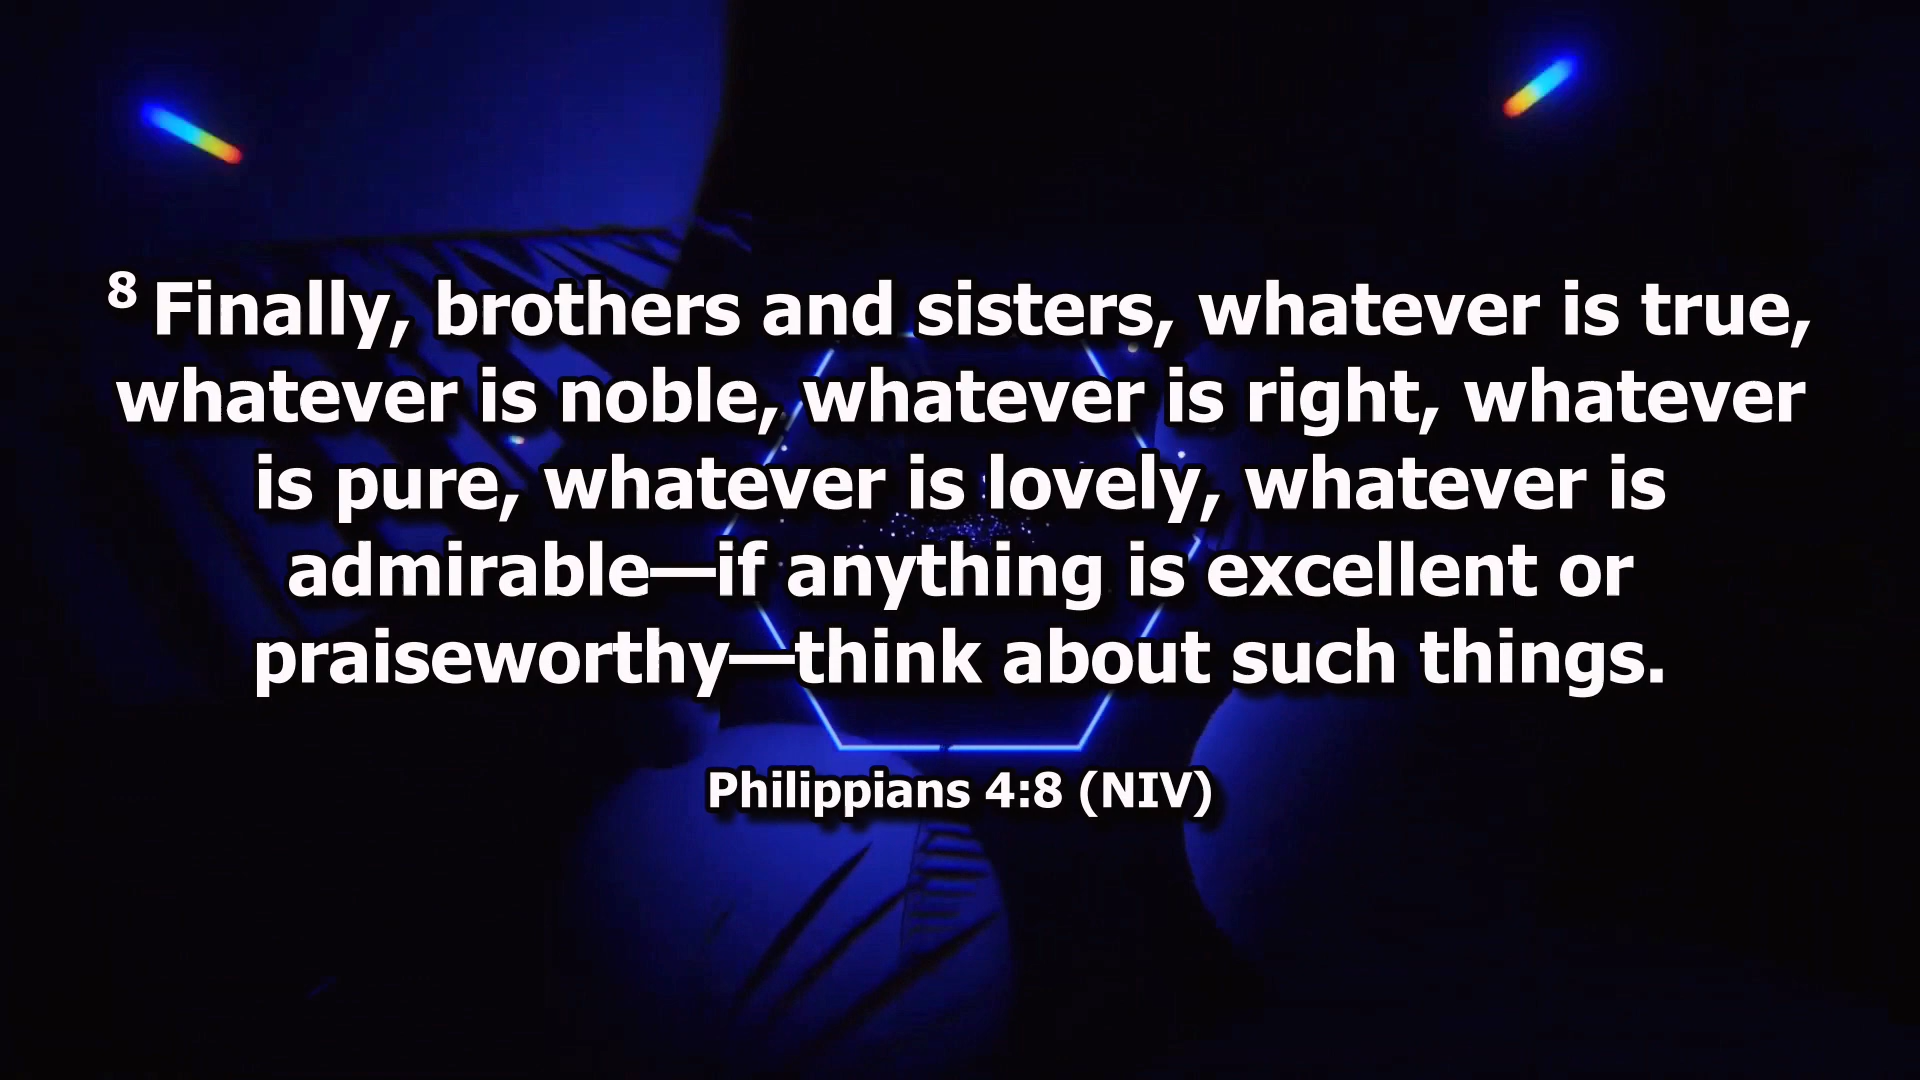 8 Finally, brothers and sisters, whatever is true,
whatever is noble, whatever is right, whatever
is pure, whatever is lovely, whatever is
admirable—if anything is excellent or
praiseworthy—think about such things.
Philippians 4:8 (NIV)